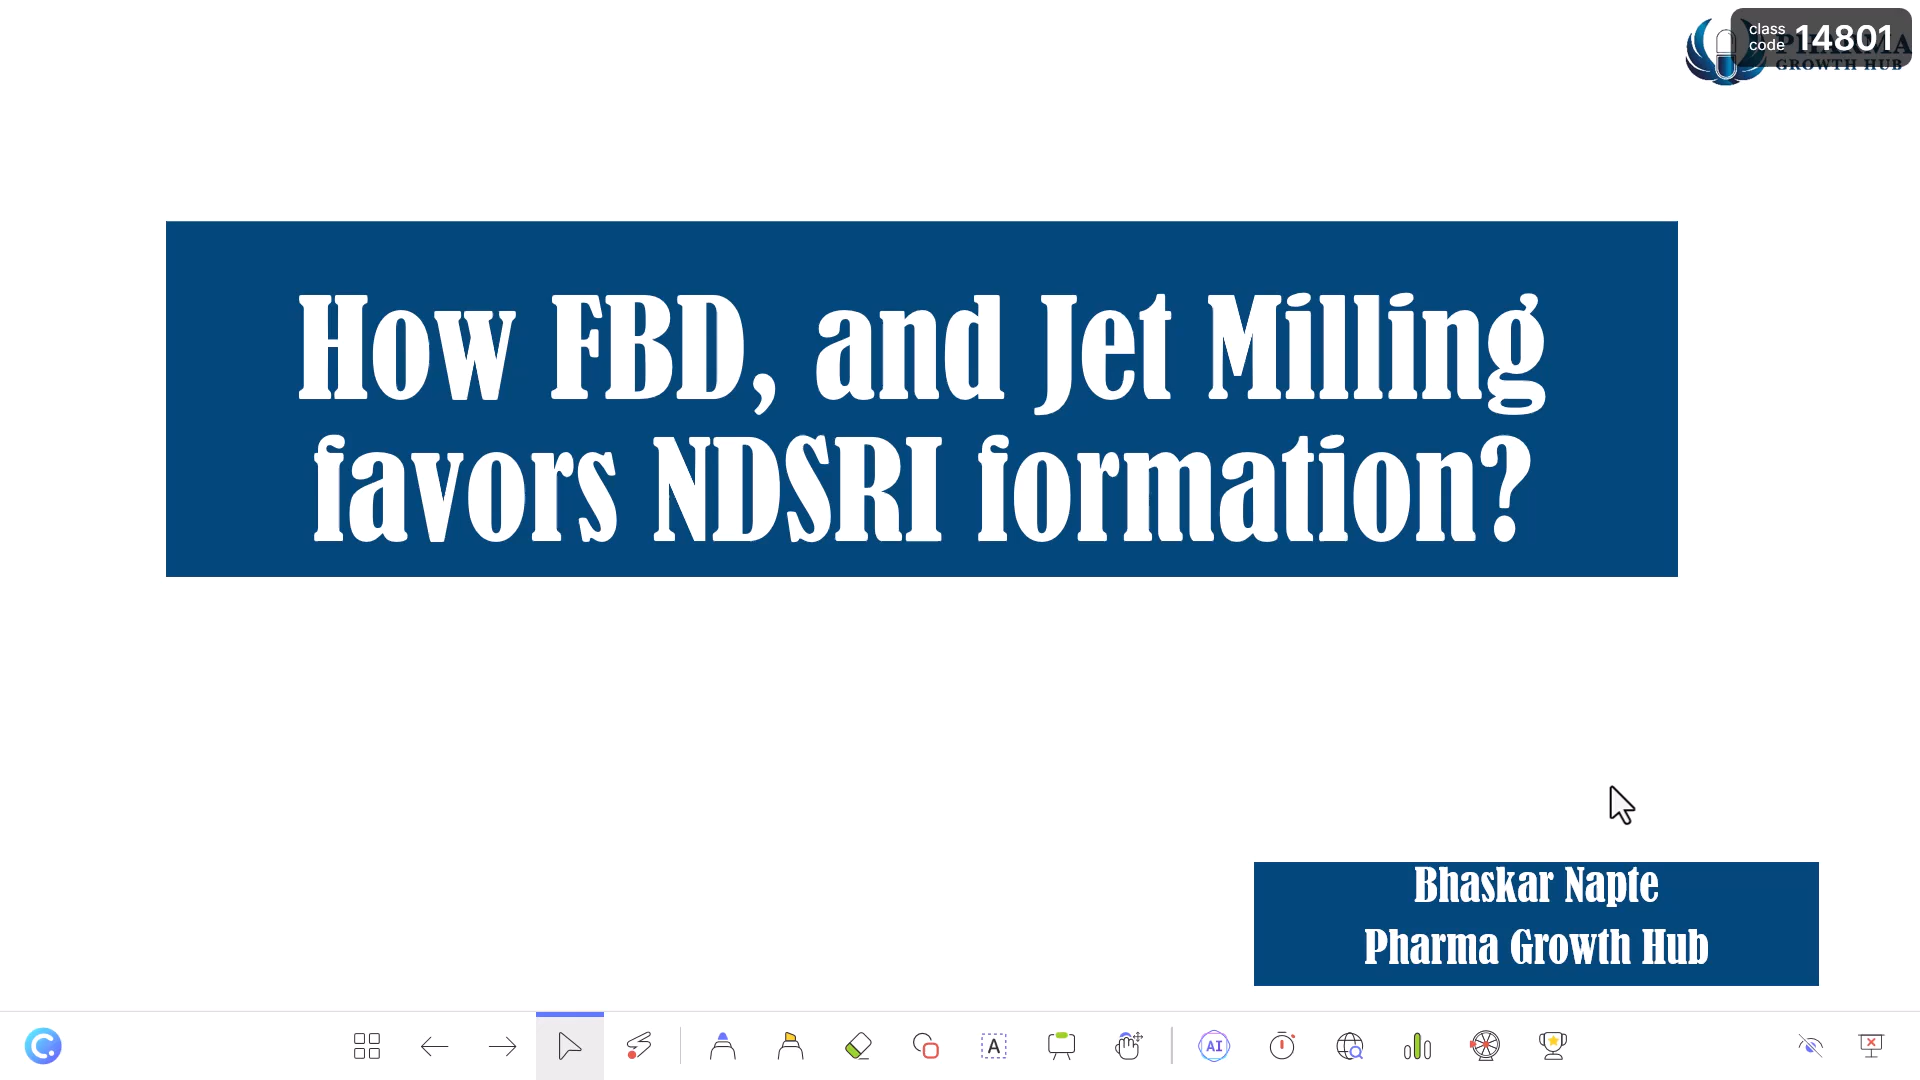 class
code 14801
PHARMA
GROWTH HUB
How FBD, and Jet Milling
favors NDSRI formation?
Bhaskar Napte
Pharma Growth Hub
A
AI